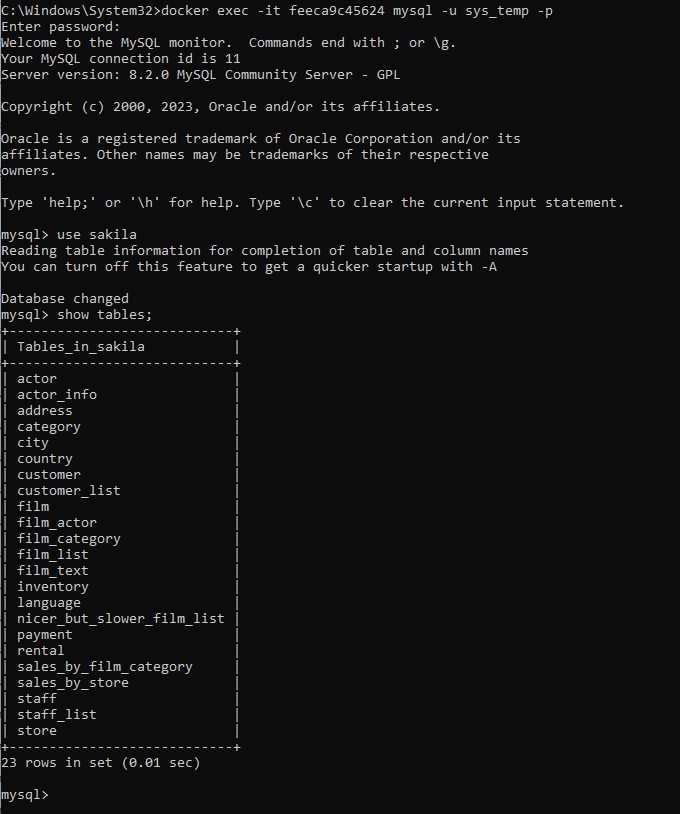 C:\Windows\System32>docker exec -it feeca9c45624 mysql -u sys_temp -p
Enter password:
Welcome to the MySQL monitor.  Commands end with ; or \g.
Your MySQL connection id is 11
Server version: 8.2.0 MySQL Community Server - GPL

Copyright (c) 2000, 2023, Oracle and/or its affiliates.

Oracle is a registered trademark of Oracle Corporation and/or its
affiliates. Other names may be trademarks of their respective
owners.

Type 'help;' or '\h' for help. Type '\c' to clear the current input statement.

mysql> use sakila
Reading table information for completion of table and column names
You can turn off this feature to get a quicker startup with -A

Database changed
mysql> show tables;
+----------------------------+
| Tables_in_sakila           |
+----------------------------+
| actor                      |
| actor_info                 |
| address                    |
| category                   |
| city                       |
| country                    |
| customer                   |
| customer_list              |
| film                       |
| film_actor                 |
| film_category              |
| film_list                  |
| film_text                  |
| inventory                  |
| language                   |
| nicer_but_slower_film_list |
| payment                    |
| rental                     |
| sales_by_film_category     |
| sales_by_store             |
| staff                      |
| staff_list                 |
| store                      |
+----------------------------+
23 rows in set (0.01 sec)

mysql>